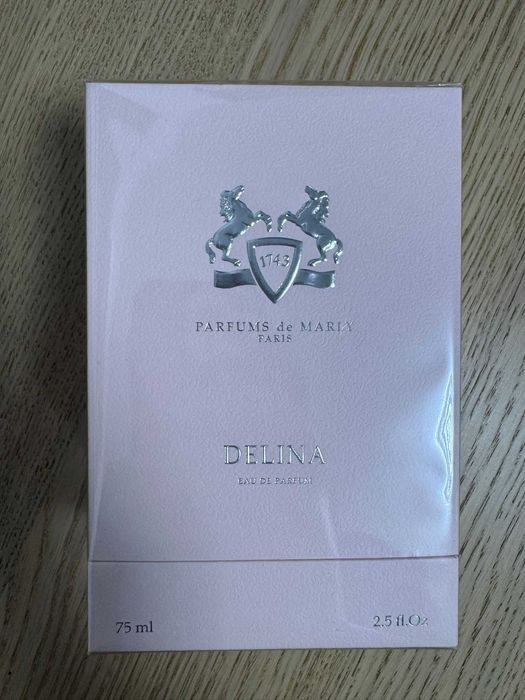 1743
PARFUMS de MARLY
PARIS
DELINA
EAU DE PARFUM
75 ml
2.5 fl.Oz